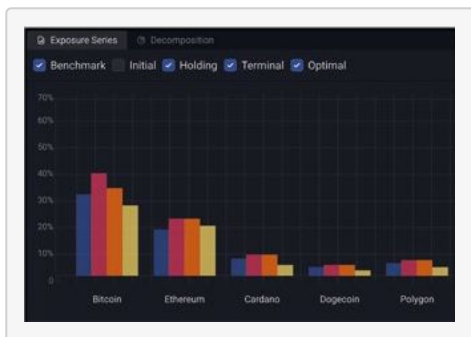 Exposure Series Decomposition
Benchmark Initial Holding Terminal Optimal
70%
60%
50%
40%
30%
20%
10%
0
Bitcoin Ethereum Cardano Dogecoin Polygon